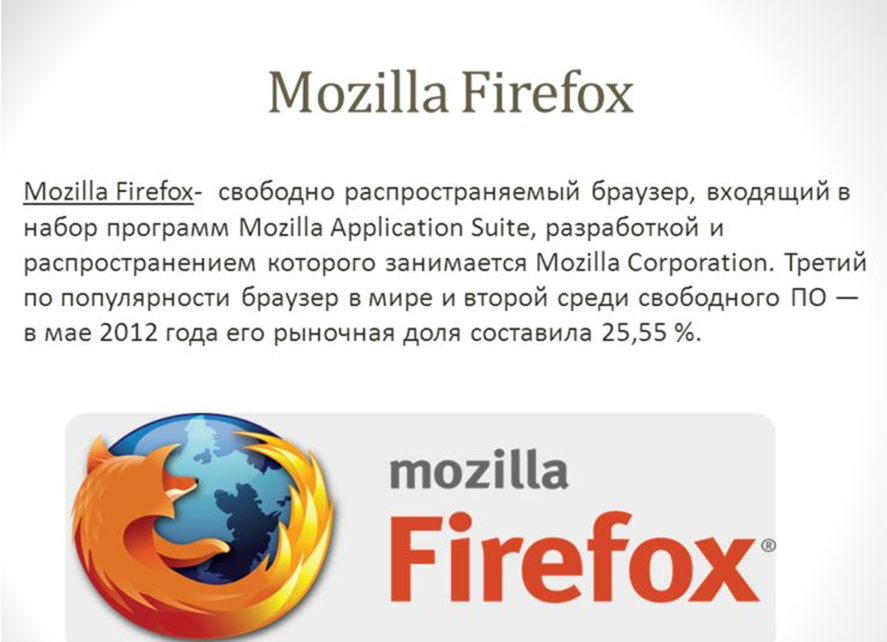 Mozilla Firefox
Mozilla Firefox-  свободно распространяемый браузер, входящий в
набор программ Mozilla Application Suite, разработкой и
распространением которого занимается Mozilla Corporation. Третий
по популярности браузер в мире и второй среди свободного ПО —
в мае 2012 года его рыночная доля составила 25,55 %.
mozilla
Firefox®